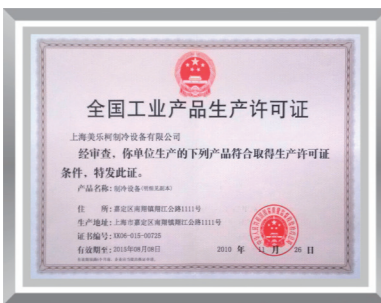 全国工业产品生产许可证
上海美乐柯制冷设备有限公司
经审查，你单位生产的下列产品符合取得生产许可证
条件，特发此证。
产品名称：制冷设备(明细见副本)
住 所：嘉定区南翔镇翔江公路1111号
生产地址：上海市嘉定区南翔镇翔江公路1111号
证书编号：XK06-015-00725
有效期至：2015年08月08日
2010 年 11 月 26 日